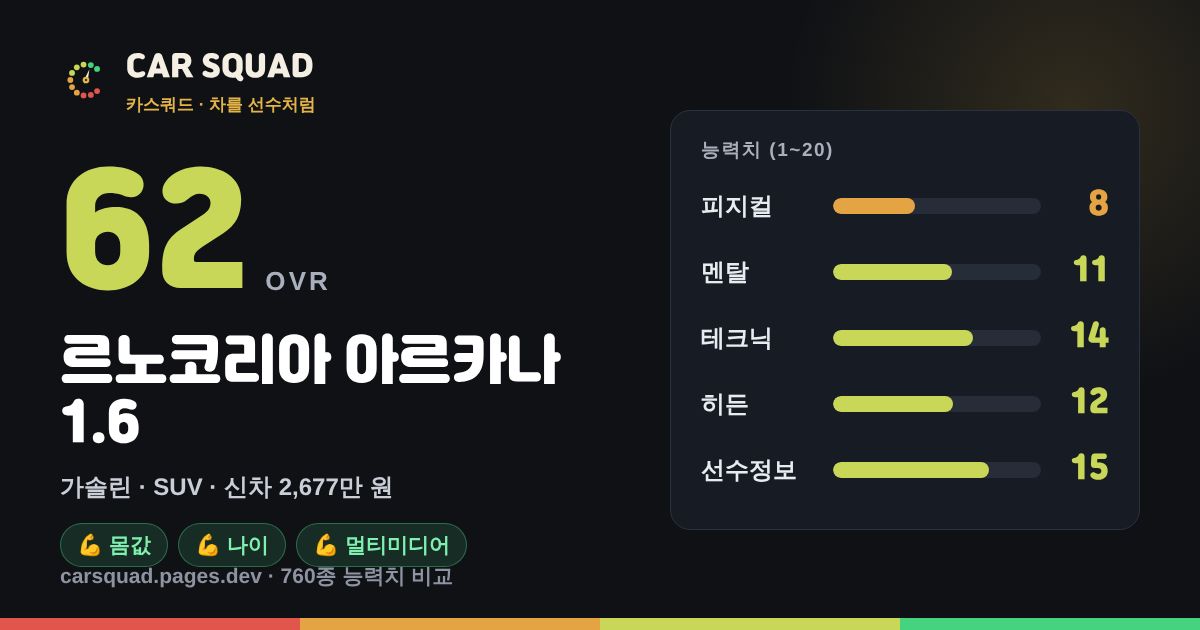 CAR SQUAD
카스쿼드 · 차를 선수처럼
62 OVR
르노코리아 아르카나
1.6
가솔린 · SUV · 신차 2,677만 원
💪 몸값 💪 나이 💪 멀티미디어
carsquad.pages.dev · 760종 능력치 비교
능력치 (1~20)
피지컬 8
멘탈 11
테크닉 14
히든 12
선수정보 15